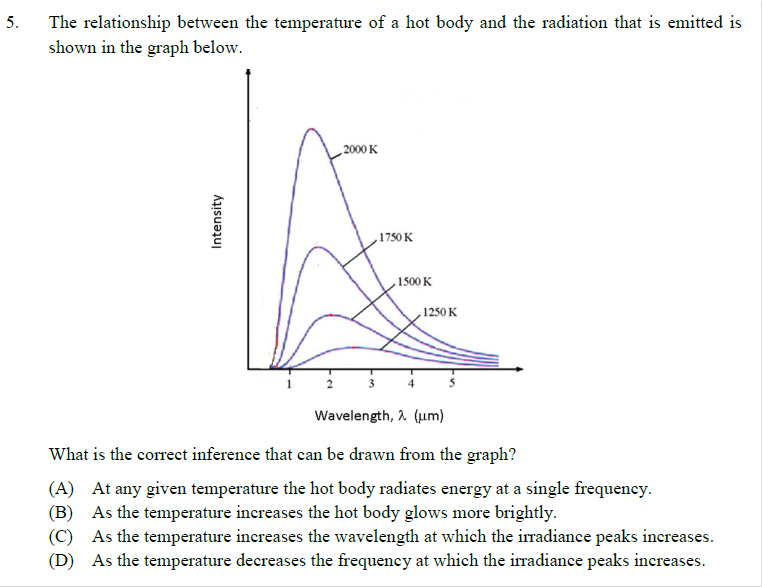 5. The relationship between the temperature of a hot body and the radiation that is emitted is
shown in the graph below.
Intensity
2000 K
1750 K
1500 K
1250 K
1 2 3 4 5
Wavelength, λ (μm)
What is the correct inference that can be drawn from the graph?
(A) At any given temperature the hot body radiates energy at a single frequency.
(B) As the temperature increases the hot body glows more brightly.
(C) As the temperature increases the wavelength at which the irradiance peaks increases.
(D) As the temperature decreases the frequency at which the irradiance peaks increases.